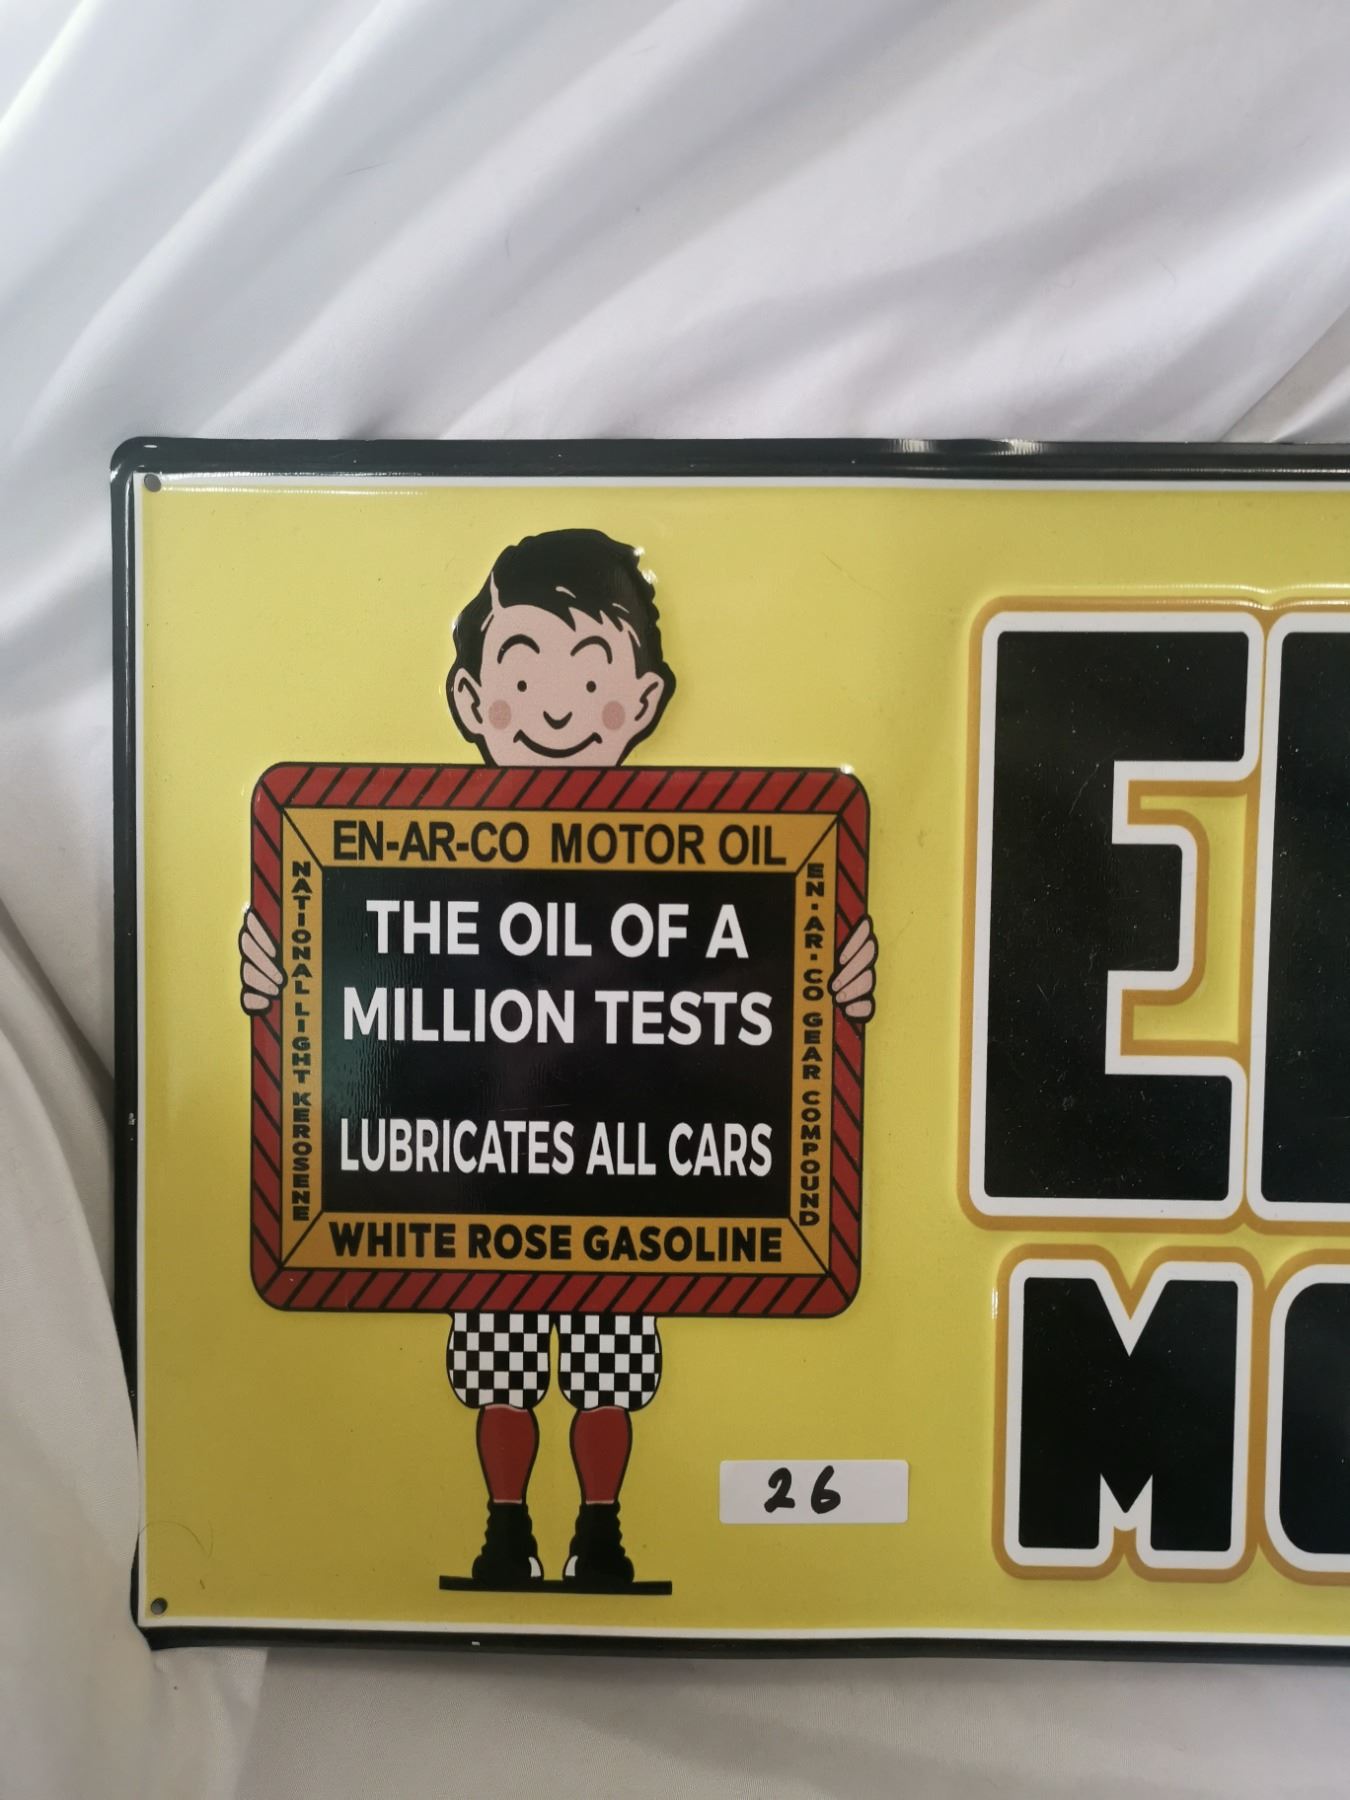 EN-AR-CO MOTOR OIL
NATIONAL LIGHT KEROSENE
THE OIL OF A
MILLION TESTS
LUBRICATES ALL CARS
EN·AR·CO GEAR COMPOUND
WHITE ROSE GASOLINE
E
MO
26